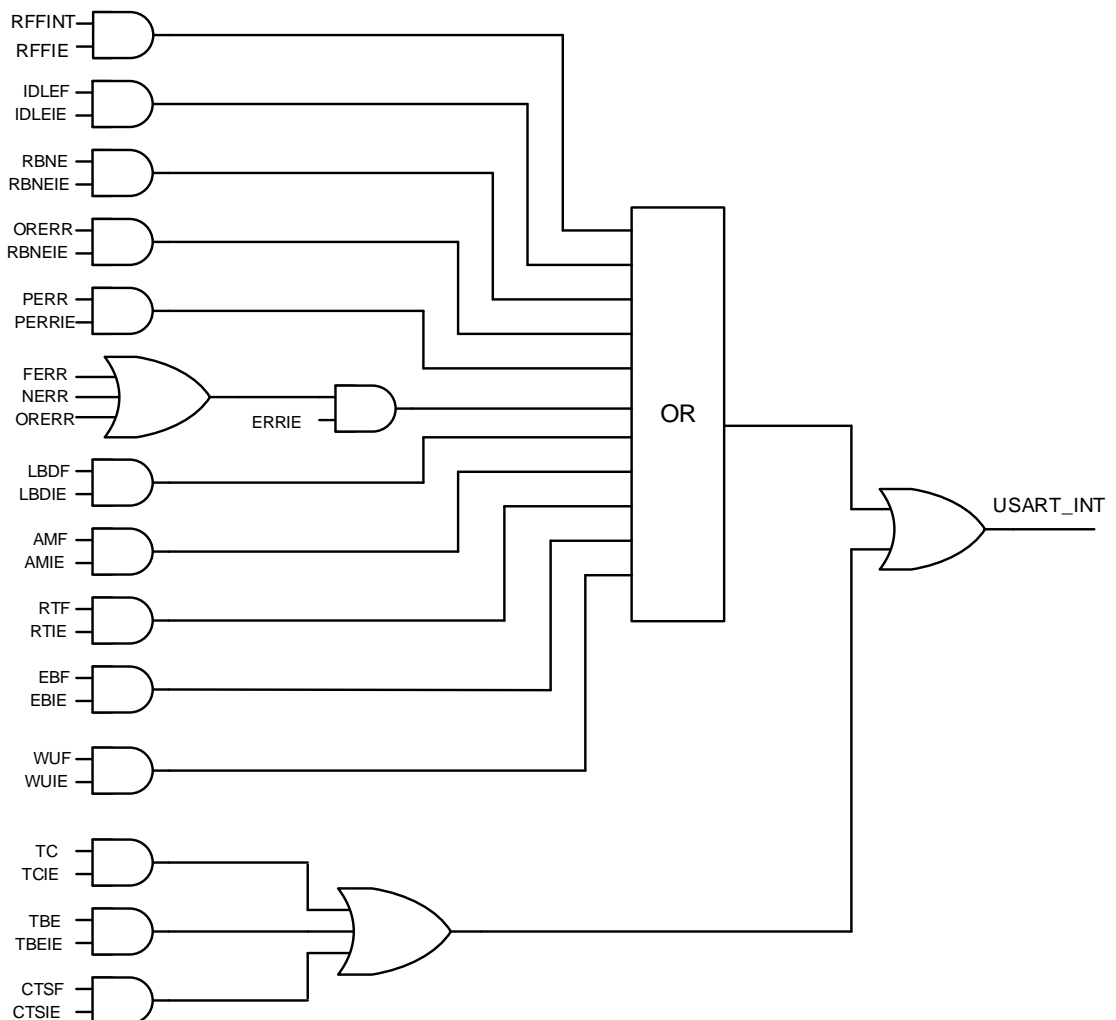 RFFINT
RFFIE
IDLEF
IDLEIE
RBNE
RBNEIE
ORERR
RBNEIE
PERR
PERRIE
FERR
NERR
ORERR
ERRIE
OR
LBDF
LBDIE
USART_INT
AMF
AMIE
RTF
RTIE
EBF
EBIE
WUF
WUIE
TC
TCIE
TBE
TBEIE
CTSF
CTSIE